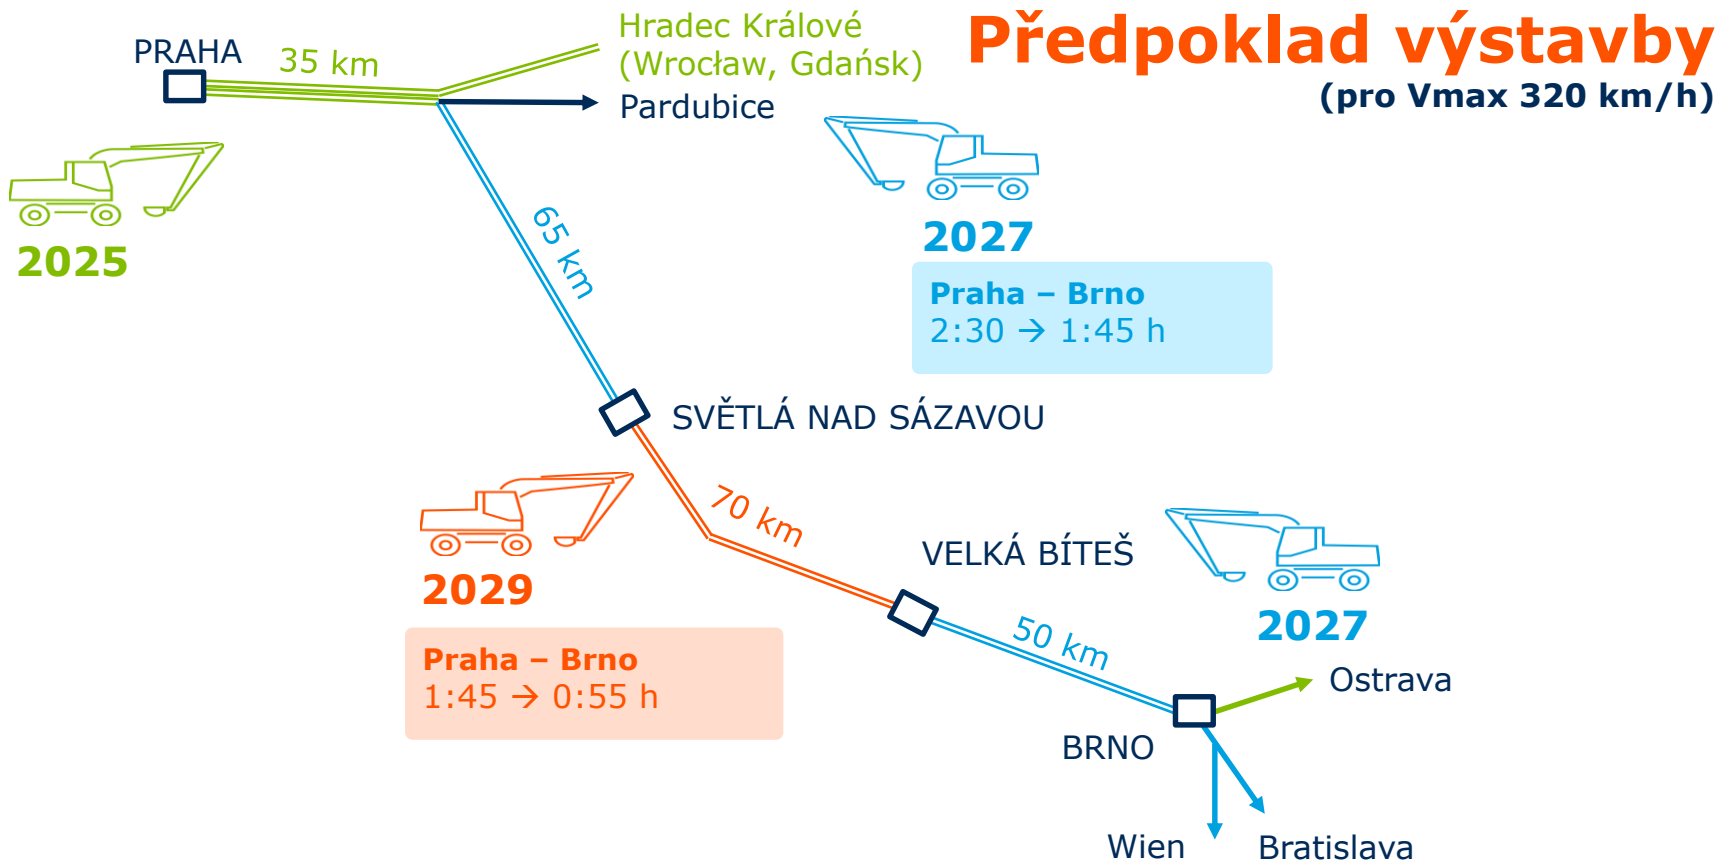 Předpoklad výstavby
(pro Vmax 320 km/h)
PRAHA
35 km
Hradec Králové
(Wrocław, Gdańsk)
Pardubice
2025
65 km
2027
Praha – Brno
2:30 → 1:45 h
SVĚTLÁ NAD SÁZAVOU
70 km
2029
Praha – Brno
1:45 → 0:55 h
VELKÁ BÍTEŠ
50 km
2027
Ostrava
BRNO
Wien
Bratislava